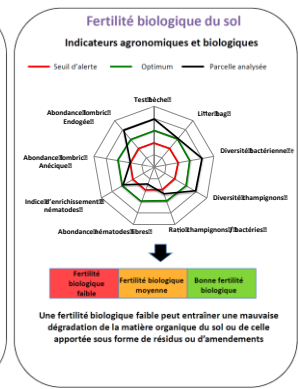 Fertilité biologique du sol
Indicateurs agronomiques et biologiques
Seuil d'alerte
Optimum
Parcelle analysée
Test bêche
Litter bag
Diversité bactérienne
Diversité champignons
Ratio champignons / bactéries
Abondance nématodes libres
Indice d'enrichissement
nématodes
Abondance lombric
Anécique
Abondance lombric
Endogée
Fertilité
biologique
faible
Fertilité biologique
moyenne
Bonne fertilité
biologique
Une fertilité biologique faible peut entraîner une mauvaise
dégradation de la matière organique du sol ou de celle
apportée sous forme de résidus ou d'amendements